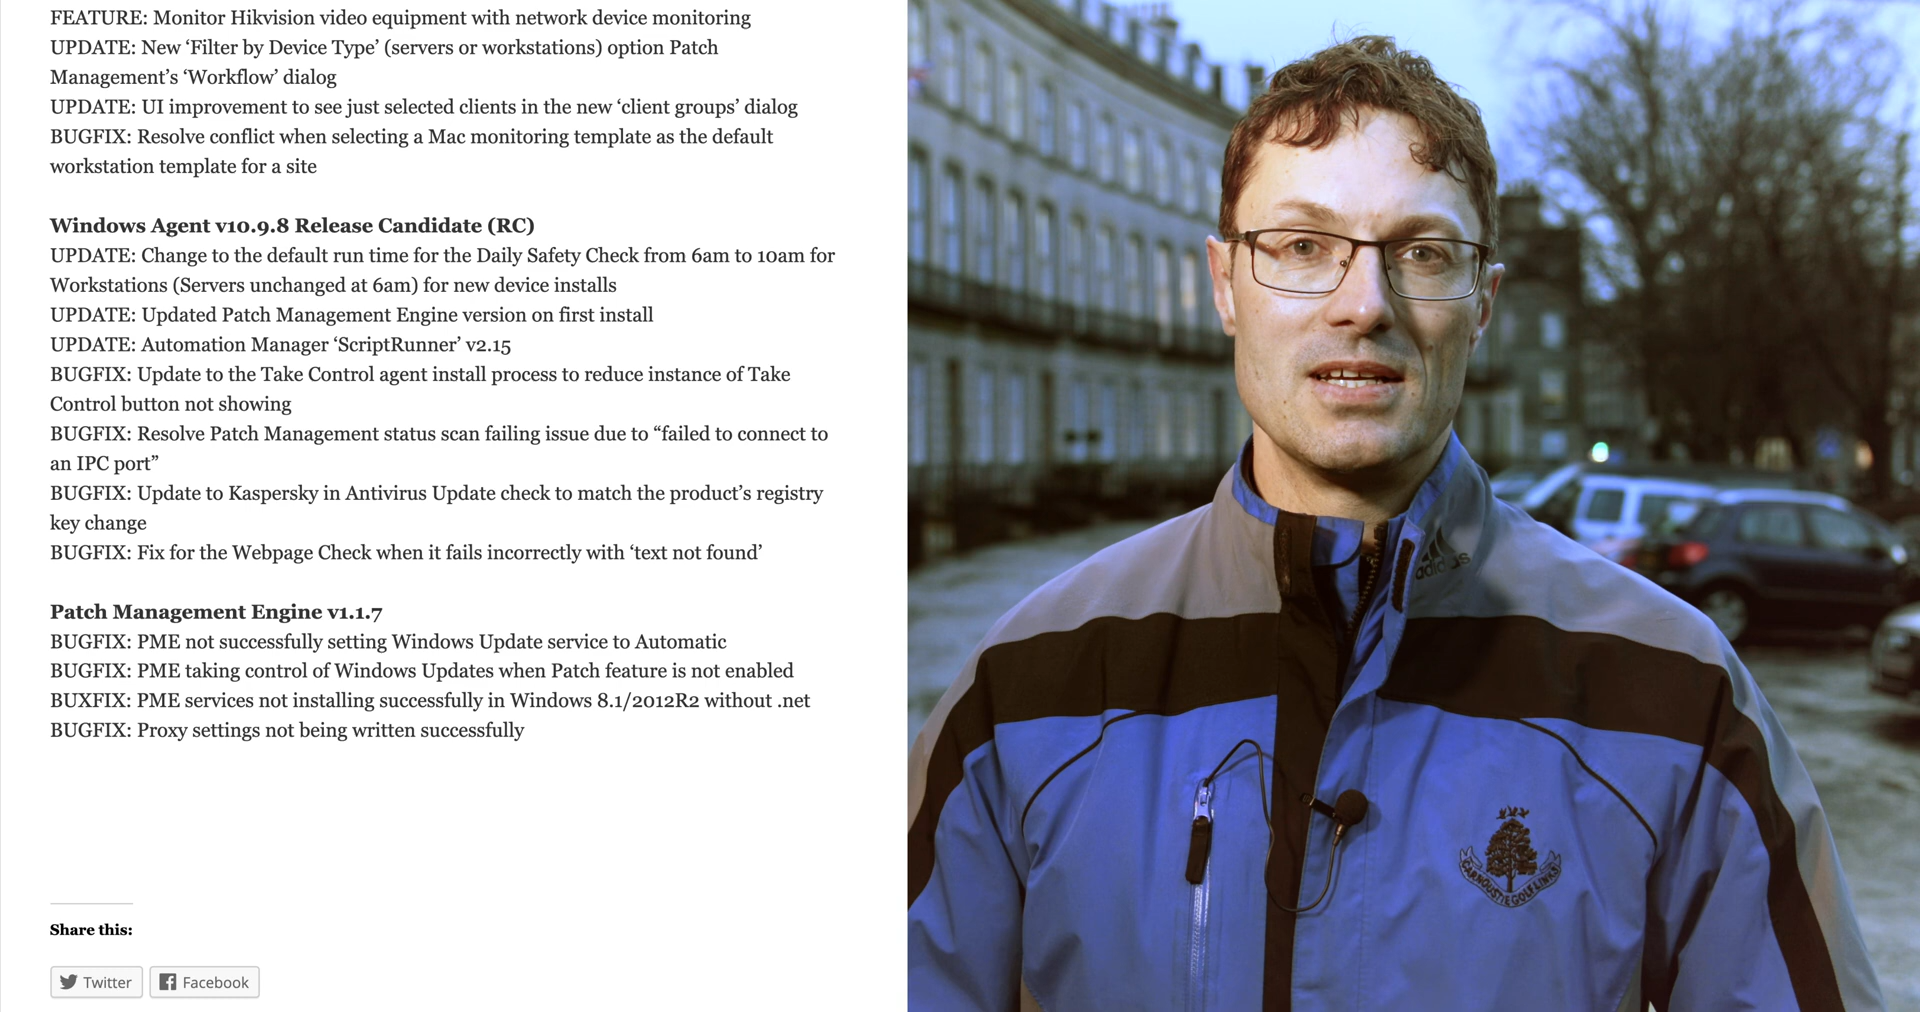 FEATURE: Monitor Hikvision video equipment with network device monitoring
UPDATE: New ‘Filter by Device Type’ (servers or workstations) option Patch
Management’s ‘Workflow’ dialog
UPDATE: UI improvement to see just selected clients in the new ‘client groups’ dialog
BUGFIX: Resolve conflict when selecting a Mac monitoring template as the default
workstation template for a site
Windows Agent v10.9.8 Release Candidate (RC)
UPDATE: Change to the default run time for the Daily Safety Check from 6am to 10am for
Workstations (Servers unchanged at 6am) for new device installs
UPDATE: Updated Patch Management Engine version on first install
UPDATE: Automation Manager ‘ScriptRunner’ v2.15
BUGFIX: Update to the Take Control agent install process to reduce instance of Take
Control button not showing
BUGFIX: Resolve Patch Management status scan failing issue due to “failed to connect to
an IPC port”
BUGFIX: Update to Kaspersky in Antivirus Update check to match the product’s registry
key change
BUGFIX: Fix for the Webpage Check when it fails incorrectly with ‘text not found’
Patch Management Engine v1.1.7
BUGFIX: PME not successfully setting Windows Update service to Automatic
BUGFIX: PME taking control of Windows Updates when Patch feature is not enabled
BUXFIX: PME services not installing successfully in Windows 8.1/2012R2 without .net
BUGFIX: Proxy settings not being written successfully
Share this:
Twitter
Facebook
adidas
CARNOUSTIE GOLF LINKS